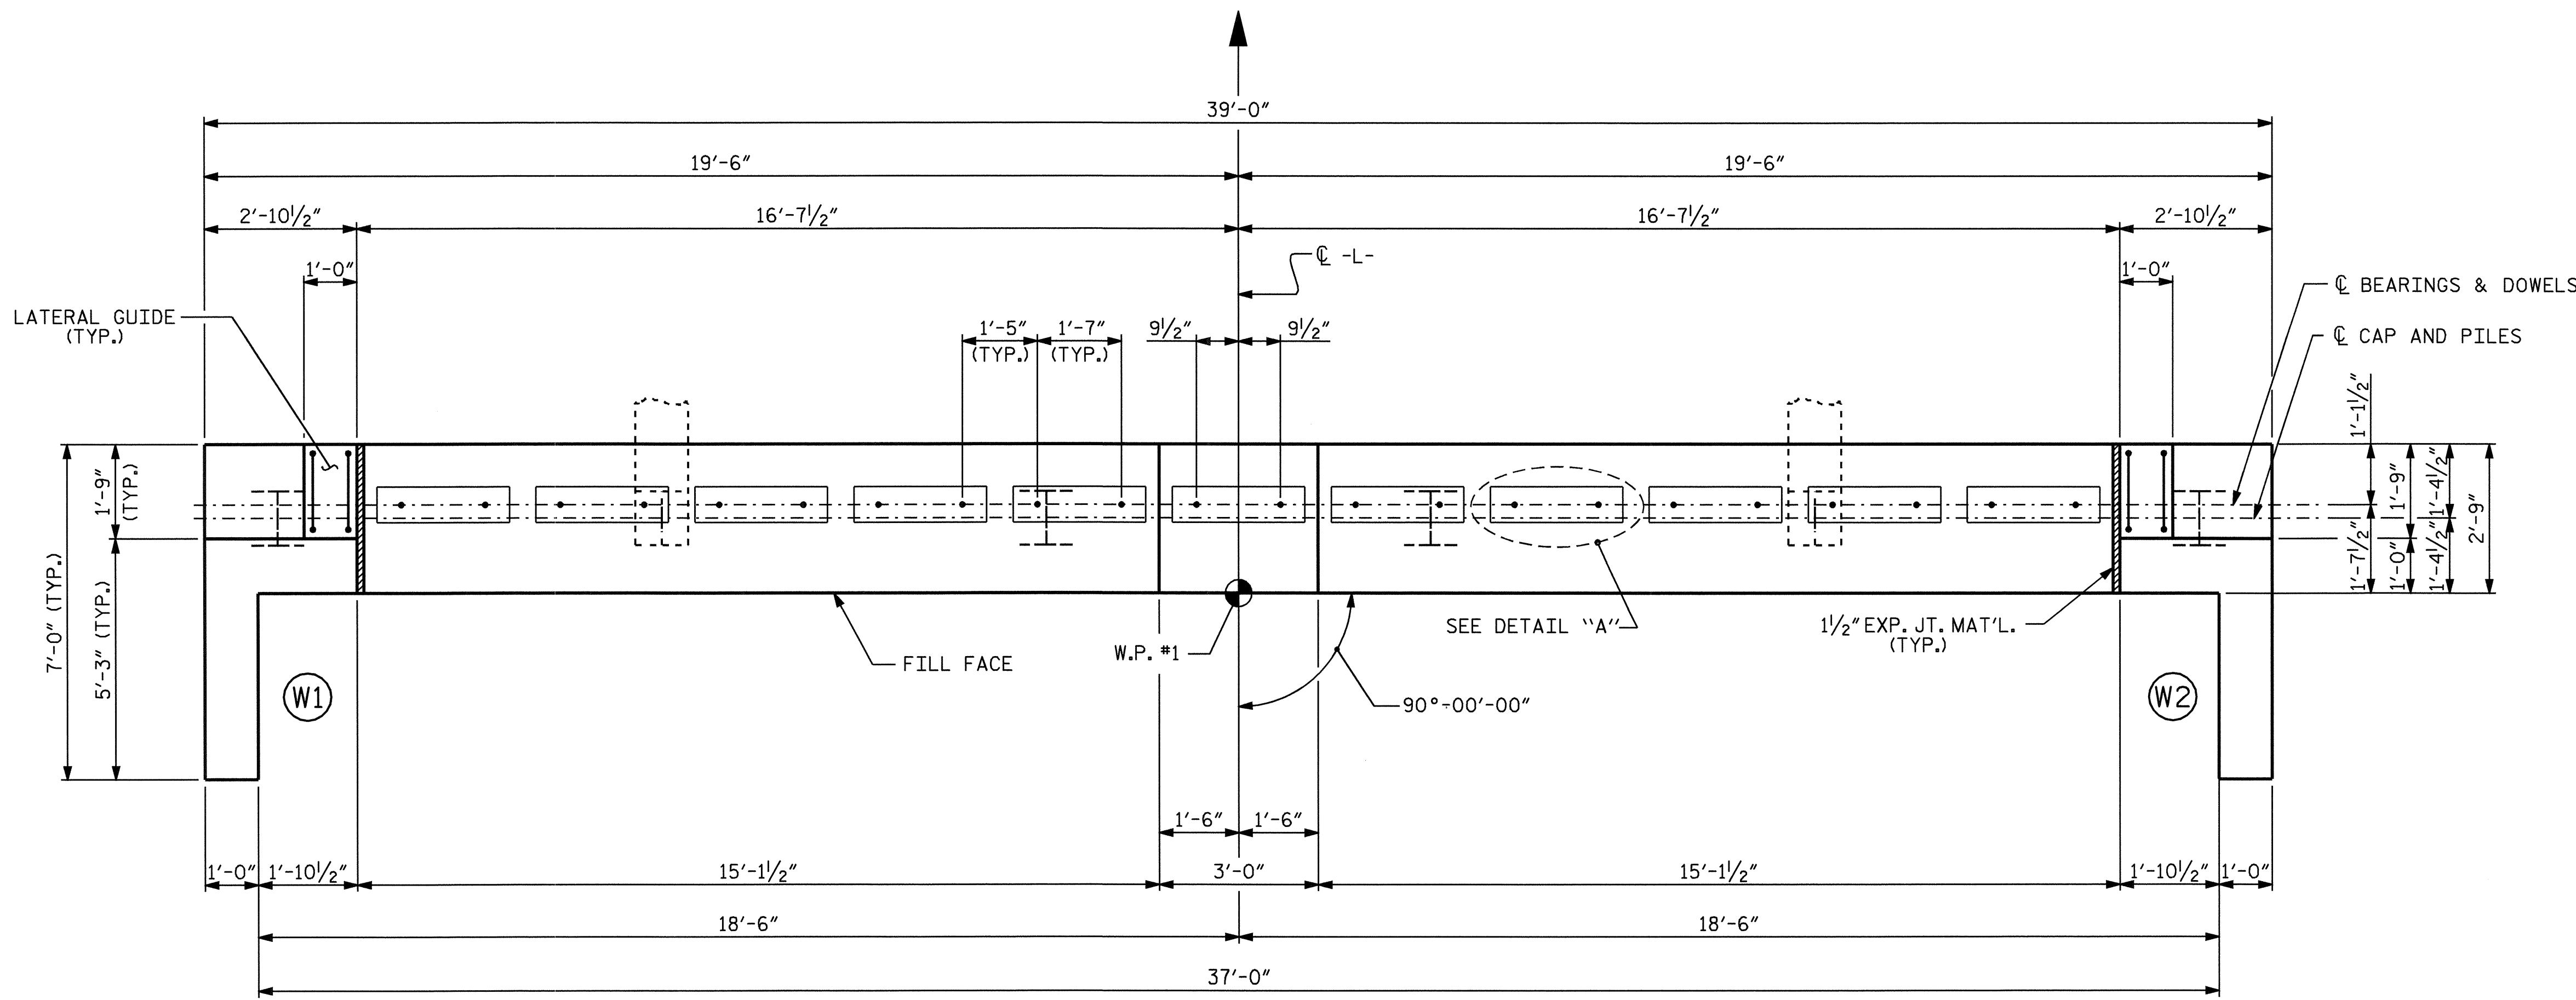 39'-0"
19'-6"
19'-6"
2'-10½"
16'-7½"
16'-7½"
2'-10½"
℄ -L-
1'-0"
1'-0"
℄ BEARINGS & DOWELS
LATERAL GUIDE
(TYP.)
1'-5"
(TYP.)
1'-7"
(TYP.)
9½"
9½"
℄ CAP AND PILES
1'-1½"
1'-9"
(TYP.)
1'-9"
1'-4½"
2'-9"
7'-0" (TYP.)
5'-3" (TYP.)
1'-7½"
1'-0"
1'-4½"
SEE DETAIL "A"
1½" EXP. JT. MAT'L.
(TYP.)
W.P. #1
FILL FACE
W1
W2
90°-00'-00"
1'-6"
1'-6"
1'-0"
1'-10½"
15'-1½"
3'-0"
15'-1½"
1'-10½"
1'-0"
18'-6"
18'-6"
37'-0"